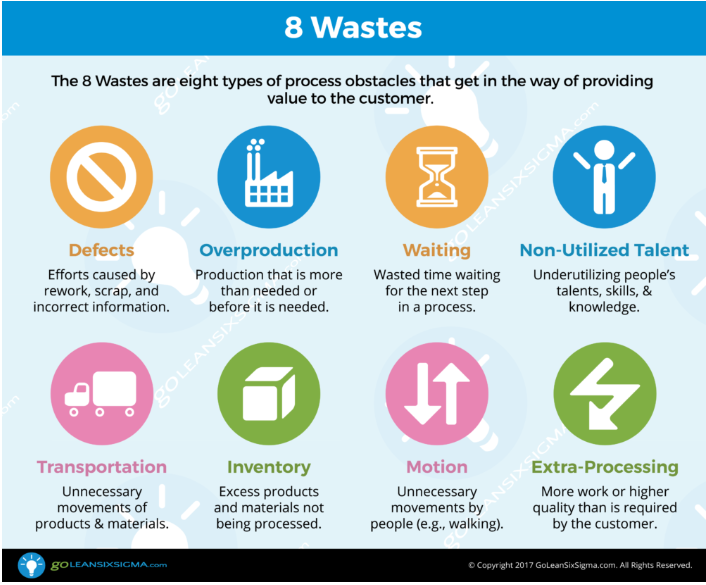 8 Wastes
The 8 Wastes are eight types of process obstacles that get in the way of providing
value to the customer.
Defects
Efforts caused by
rework, scrap, and
incorrect information.
Overproduction
Production that is more
than needed or
before it is needed.
Waiting
Wasted time waiting
for the next step
in a process.
Non-Utilized Talent
Underutilizing people’s
talents, skills, &
knowledge.
Transportation
Unnecessary
movements of
products & materials.
Inventory
Excess products
and materials not
being processed.
Motion
Unnecessary
movements by
people (e.g., walking).
Extra-Processing
More work or higher
quality than is required
by the customer.
goLEANSIXSIGMA.com
© Copyright 2017 GoLeanSixSigma.com. All Rights Reserved.